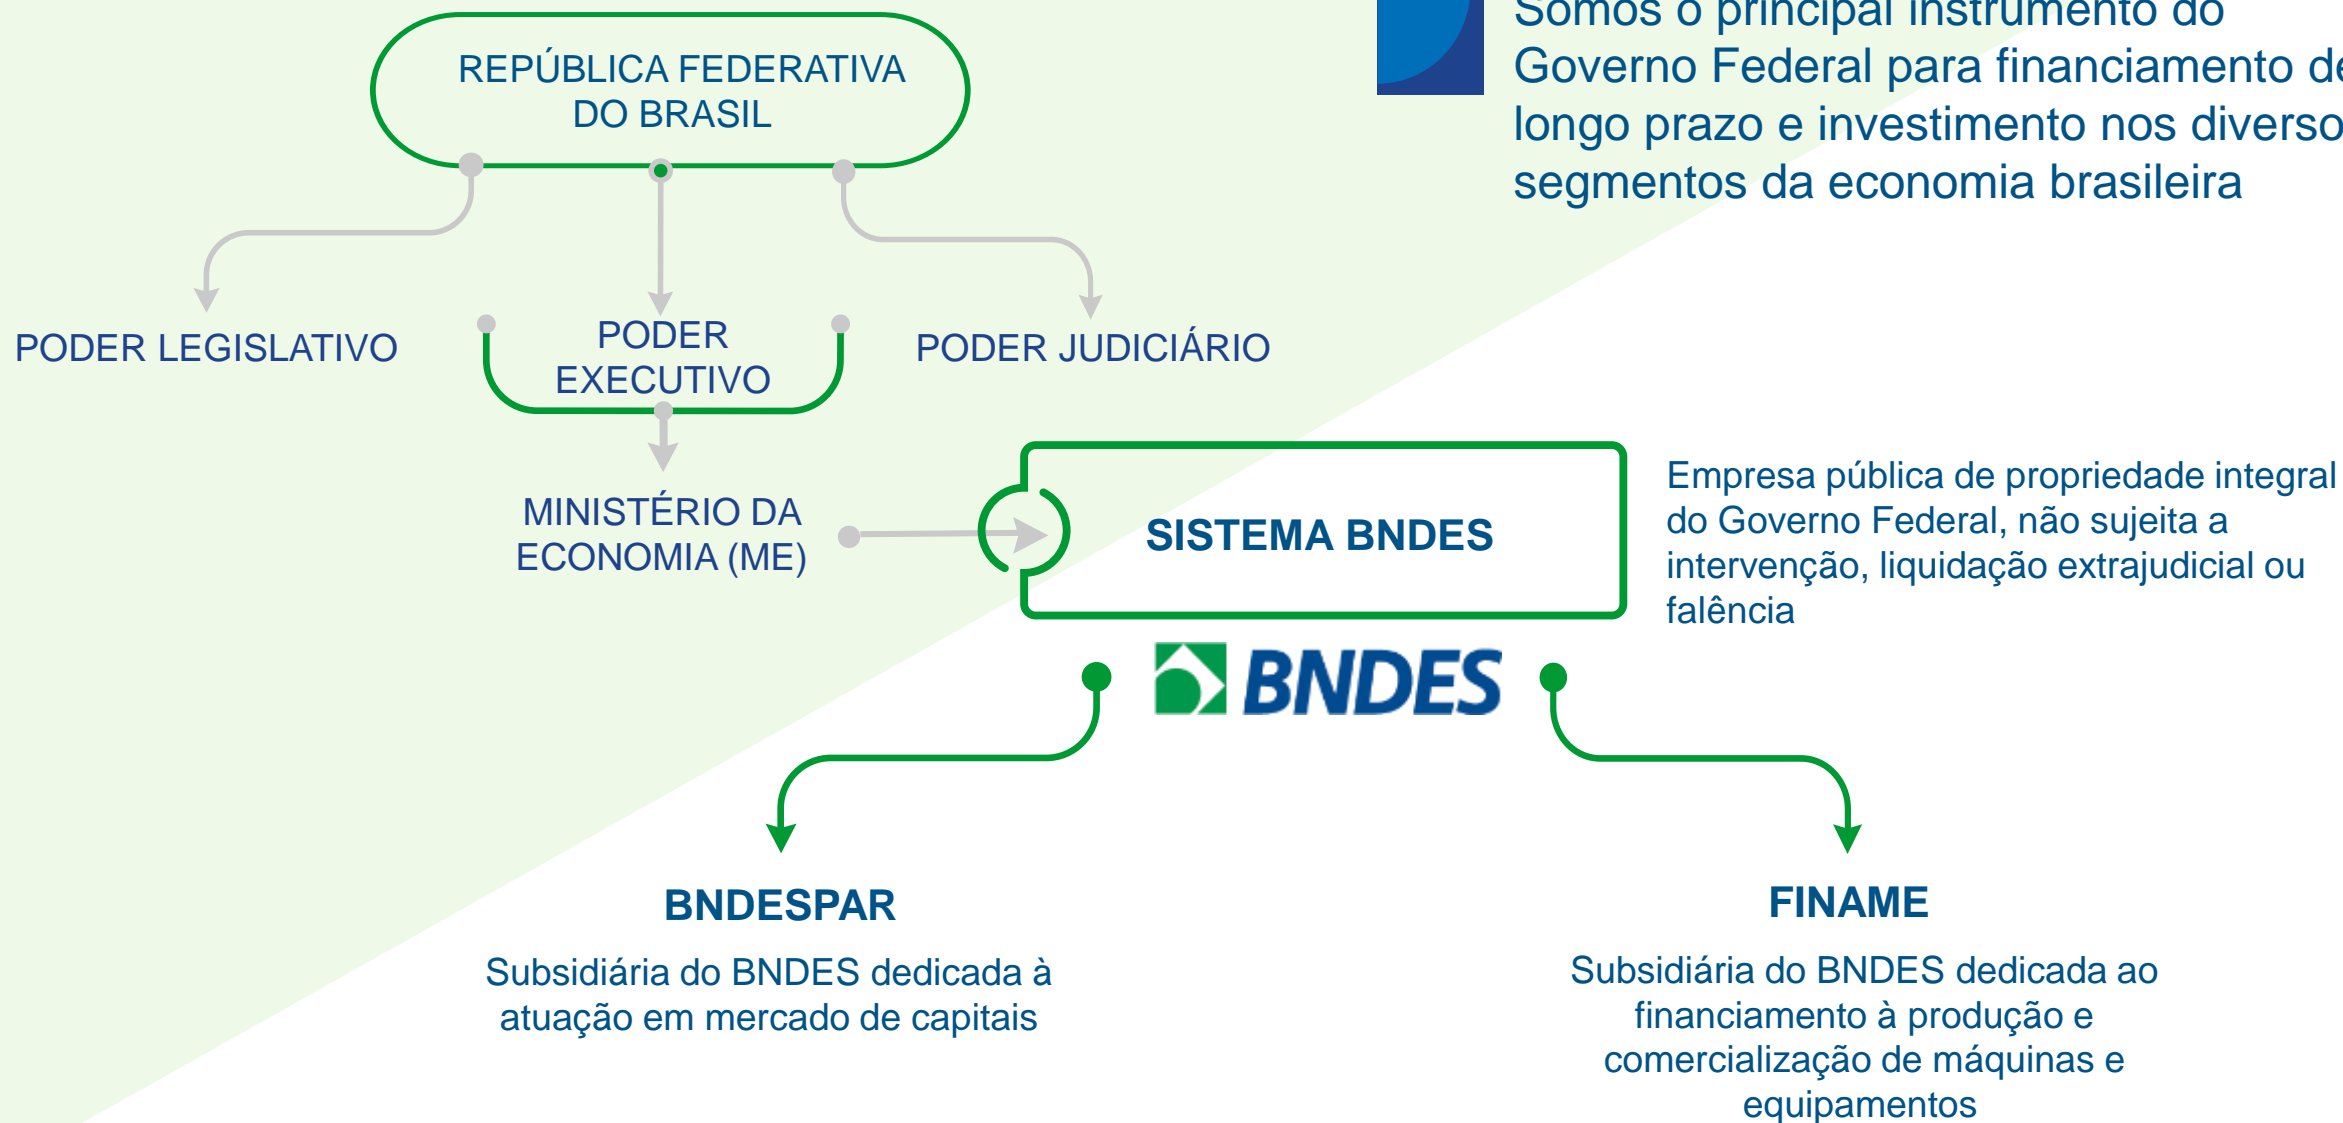 Somos o principal instrumento do
Governo Federal para financiamento de
longo prazo e investimento nos
segmentos da economia brasileira
REPÚBLICA FEDERATIVA
DO BRASIL
PODER LEGISLATIVO
PODER
EXECUTIVO
PODER JUDICIÁRIO
MINISTÉRIO DA
ECONOMIA (ME)
SISTEMA BNDES
Empresa pública de propriedade integral
do Governo Federal, não sujeita a
intervenção, liquidação extrajudicial ou
falência
BNDES
BNDESPAR
Subsidiária do BNDES dedicada à
atuação em mercado de capitais
FINAME
Subsidiária do BNDES dedicada ao
financiamento à produção e
comercialização de máquinas e
equipamentos